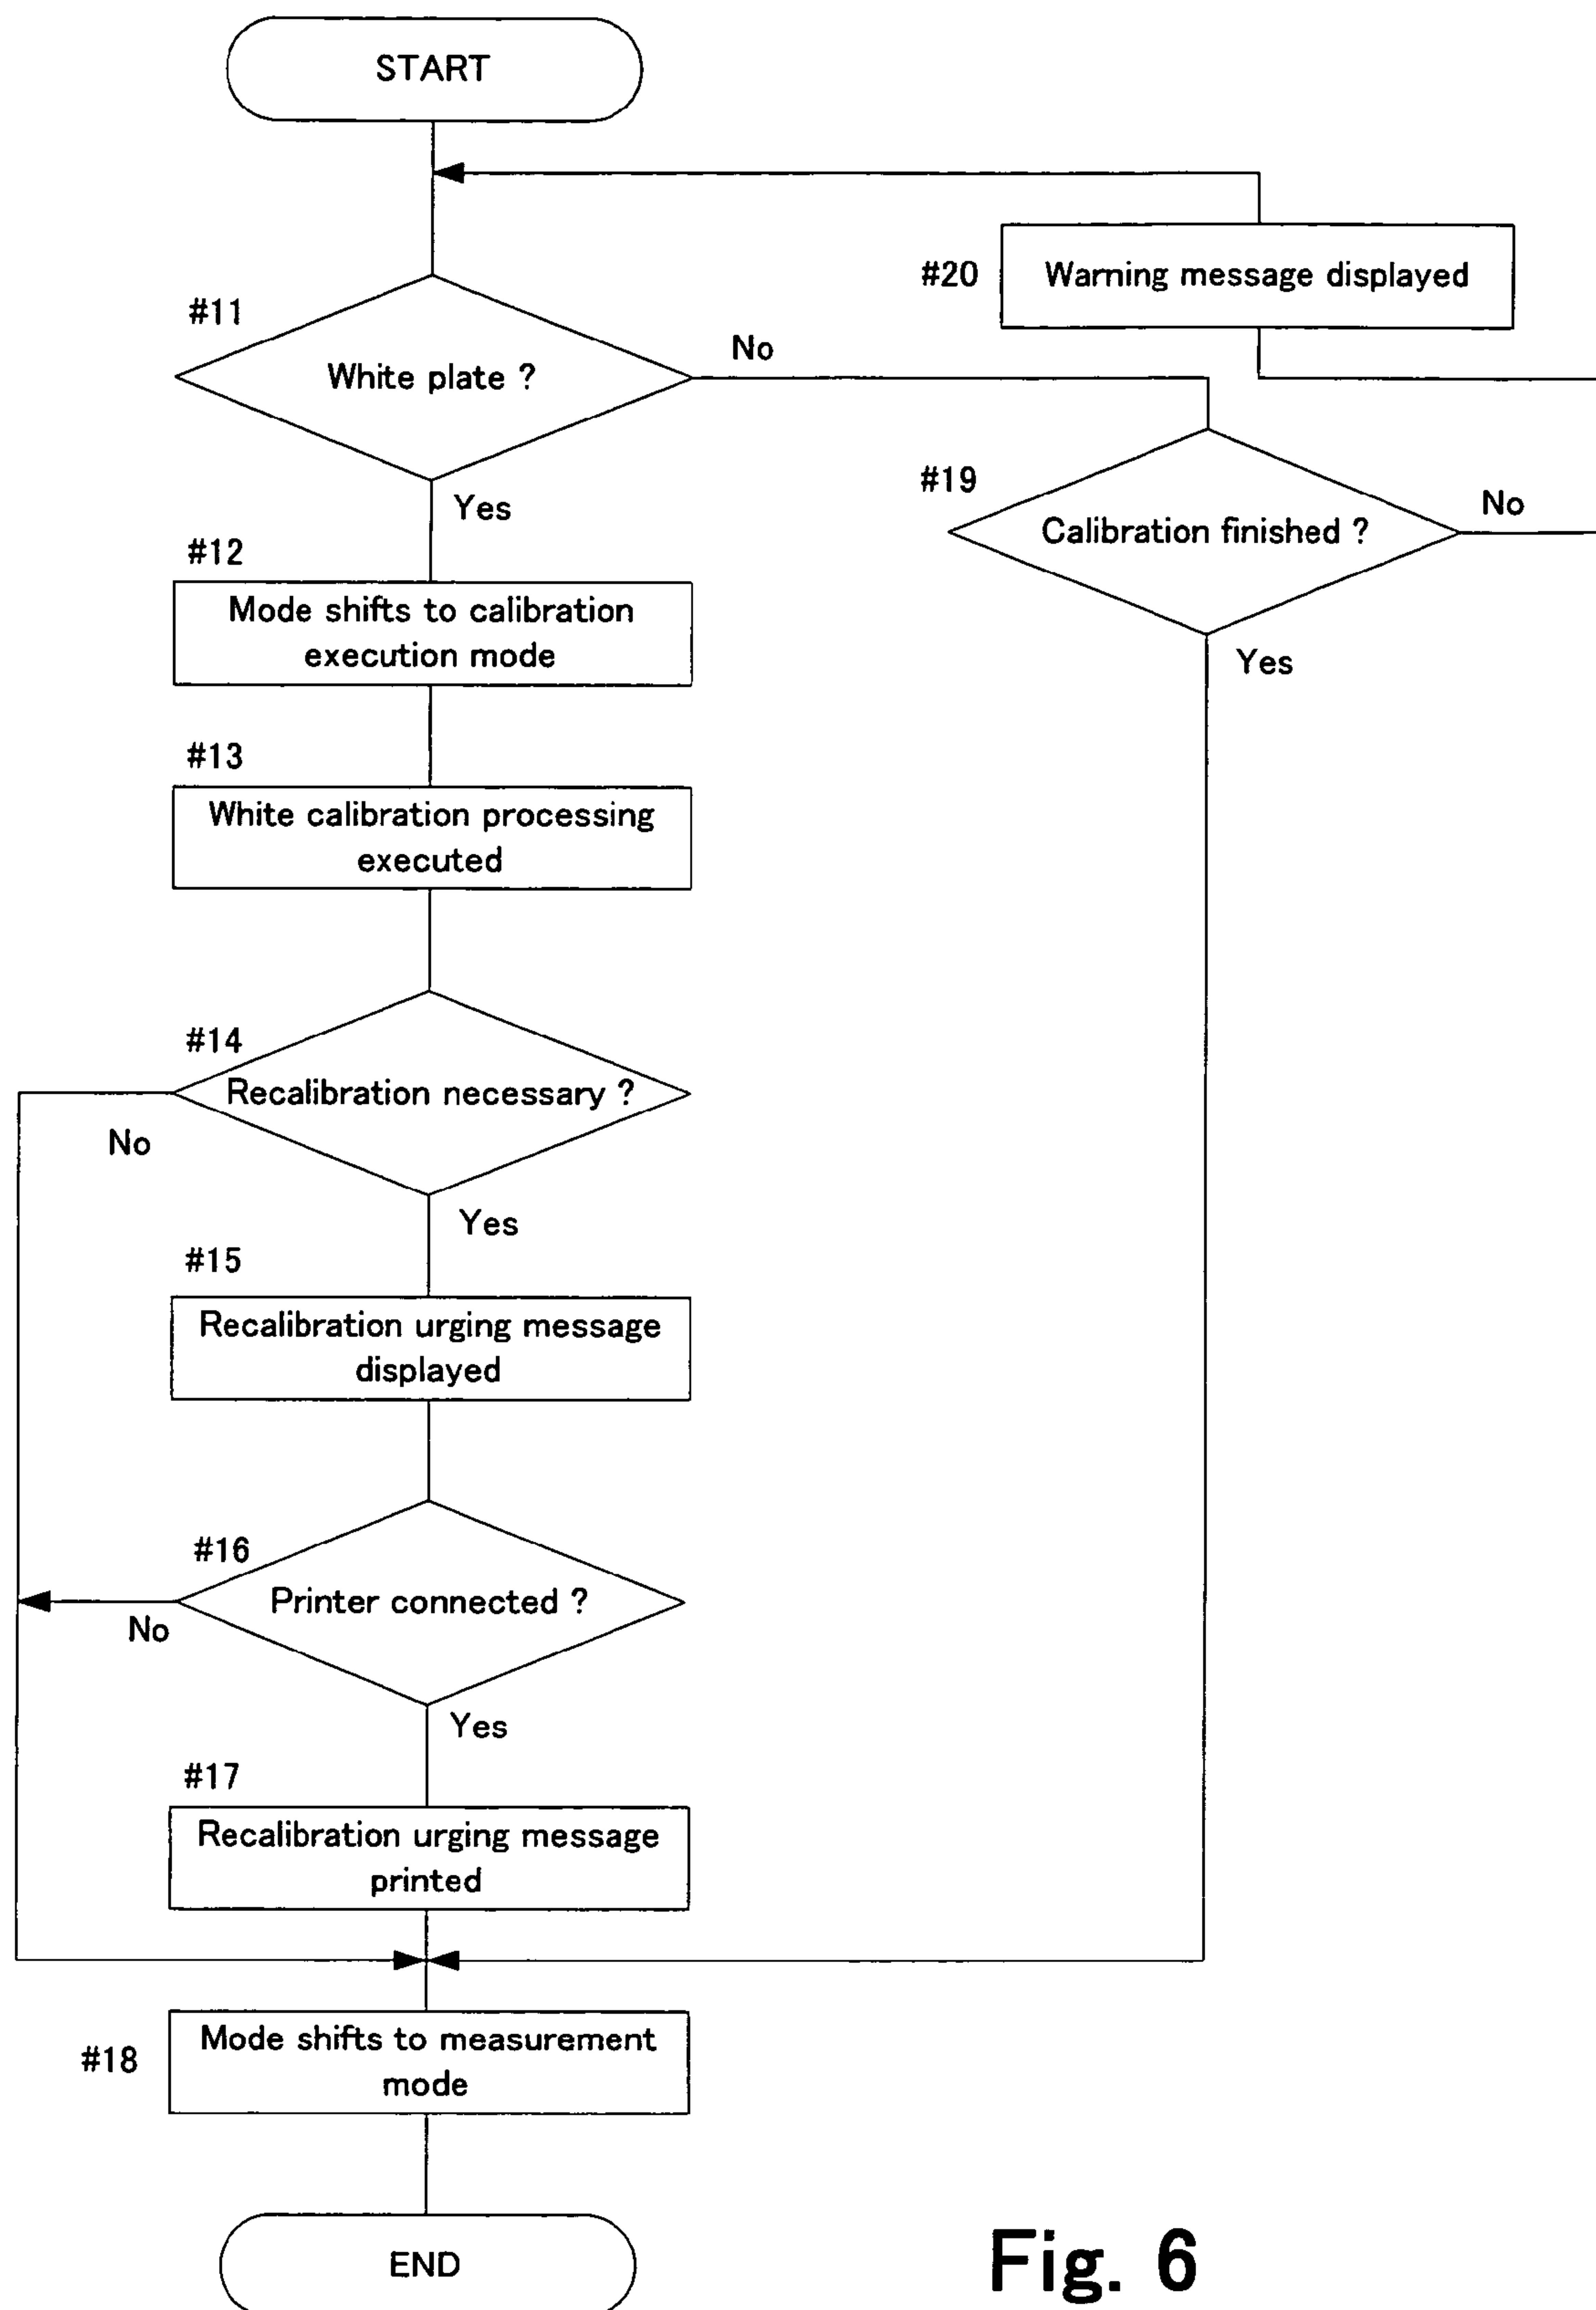 START
#20
Warning message displayed
#11
White plate ?
No
Yes
#19
Calibration finished ?
No
Yes
#12
Mode shifts to calibration
execution mode
#13
White calibration processing
executed
#14
Recalibration necessary ?
No
Yes
#15
Recalibration urging message
displayed
#16
Printer connected ?
No
Yes
#17
Recalibration urging message
printed
#18
Mode shifts to measurement
mode
END
Fig. 6